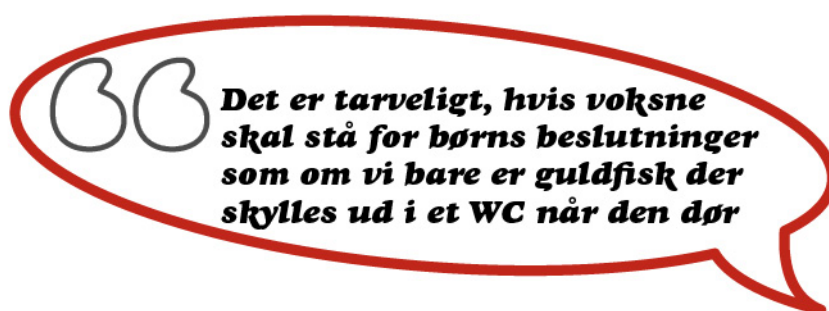 Det er tarveligt, hvis voksne
skal stå for børns beslutninger
som om vi bare er guldfisk der
skylles ud i et WC når den dør